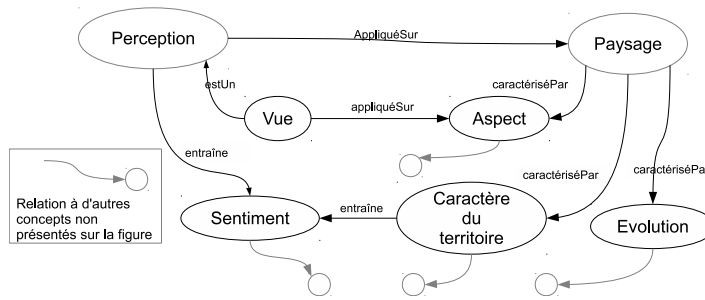 Perception
AppliquéSur
Paysage
estUn
caractériséPar
Vue
appliquéSur
Aspect
entraîne
caractériséPar
caractériséPa
Relation à d'autres
concepts non
présentés sur la figure
Sentiment
entraîne
Caractère
du
territoire
Evolution